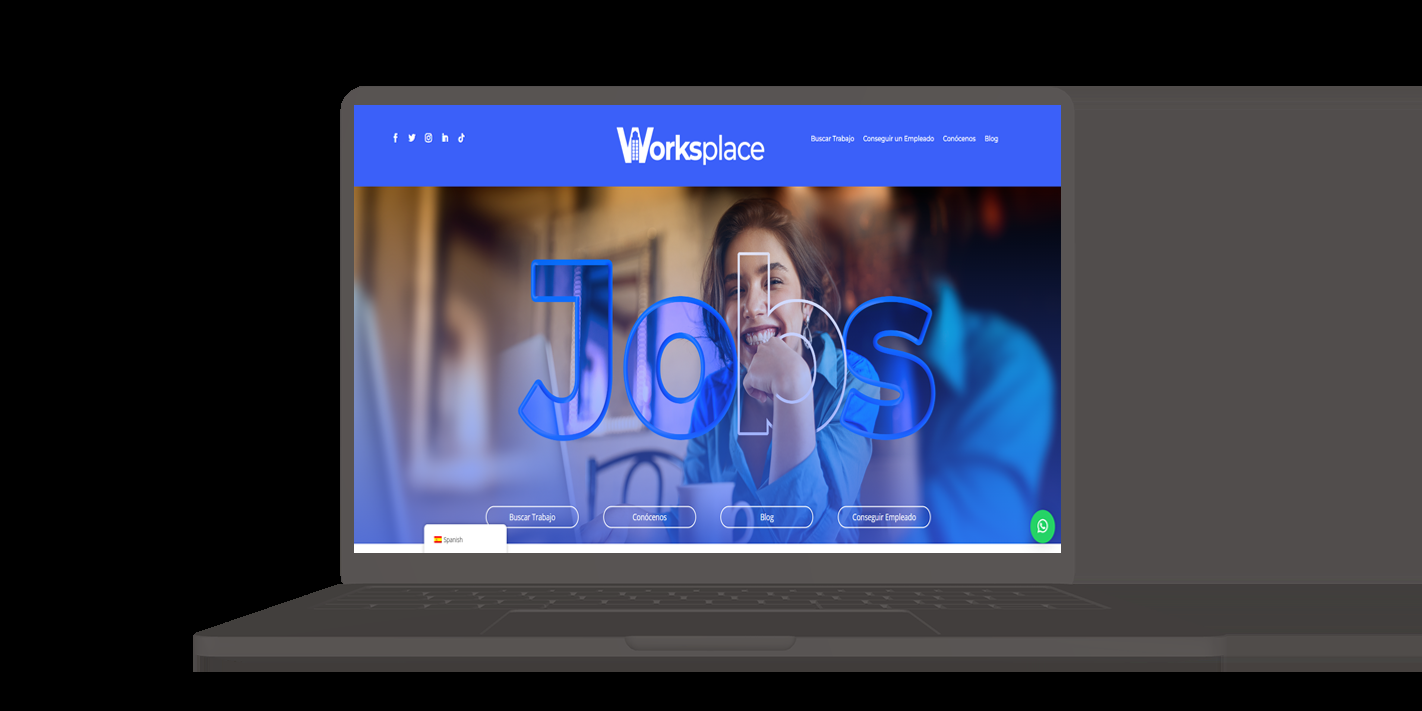 Worksplace
Buscar Trabajo Conseguir un Empleado Conócenos Blog
Jobs
Buscar Trabajo Conócenos Blog Conseguir Empleado
Spanish